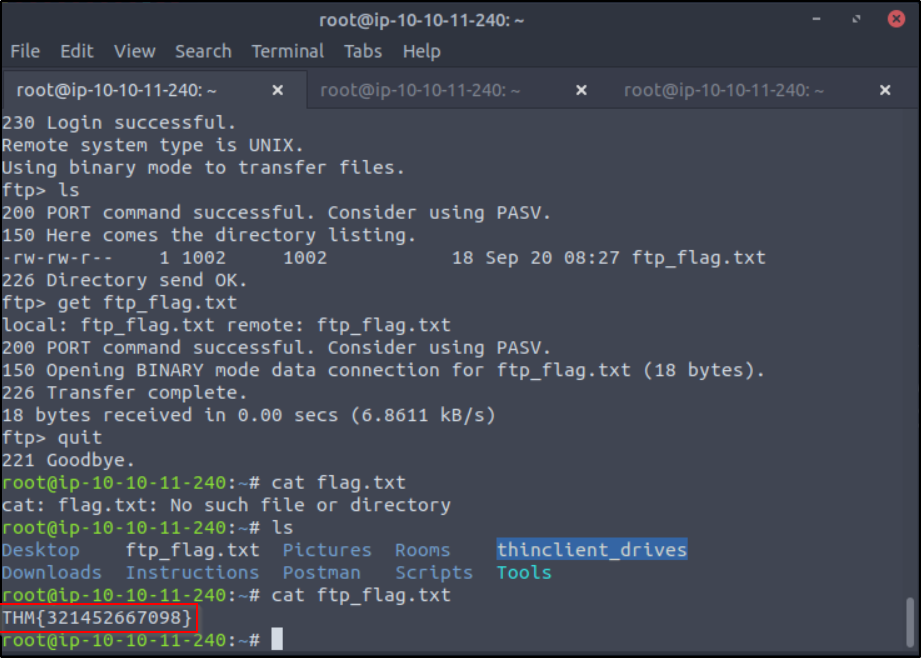 root@ip-10-10-11-240: ~
File Edit View Search Terminal Tabs Help
root@ip-10-10-11-240: ~ × root@ip-10-10-11-240: ~ × root@ip-10-10-11-240: ~ ×
230 Login successful.
Remote system type is UNIX.
Using binary mode to transfer files.
ftp> ls
200 PORT command successful. Consider using PASV.
150 Here comes the directory listing.
-rw-rw-r--    1 1002     1002           18 Sep 20 08:27 ftp_flag.txt
226 Directory send OK.
ftp> get ftp_flag.txt
local: ftp_flag.txt remote: ftp_flag.txt
200 PORT command successful. Consider using PASV.
150 Opening BINARY mode data connection for ftp_flag.txt (18 bytes).
226 Transfer complete.
18 bytes received in 0.00 secs (6.8611 kB/s)
ftp> quit
221 Goodbye.
root@ip-10-10-11-240:~# cat flag.txt
cat: flag.txt: No such file or directory
root@ip-10-10-11-240:~# ls
Desktop    ftp_flag.txt  Pictures  Rooms    thinclient_drives
Downloads  Instructions  Postman   Scripts  Tools
root@ip-10-10-11-240:~# cat ftp_flag.txt
THM{321452667098}
root@ip-10-10-11-240:~#